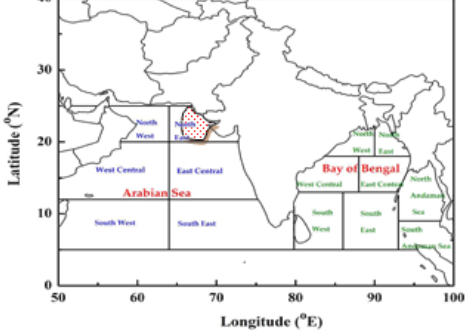 40
30
20
10
0
50
60
70
80
90
100
Latitude (°N)
Longitude (°E)
North
West
North
East
West Central
East Central
Arabian Sea
South West
South East
North
West
North
East
Bay of Bengal
West Central
East Central
South
West
South
East
North
Andaman
Sea
South
Andaman Sea